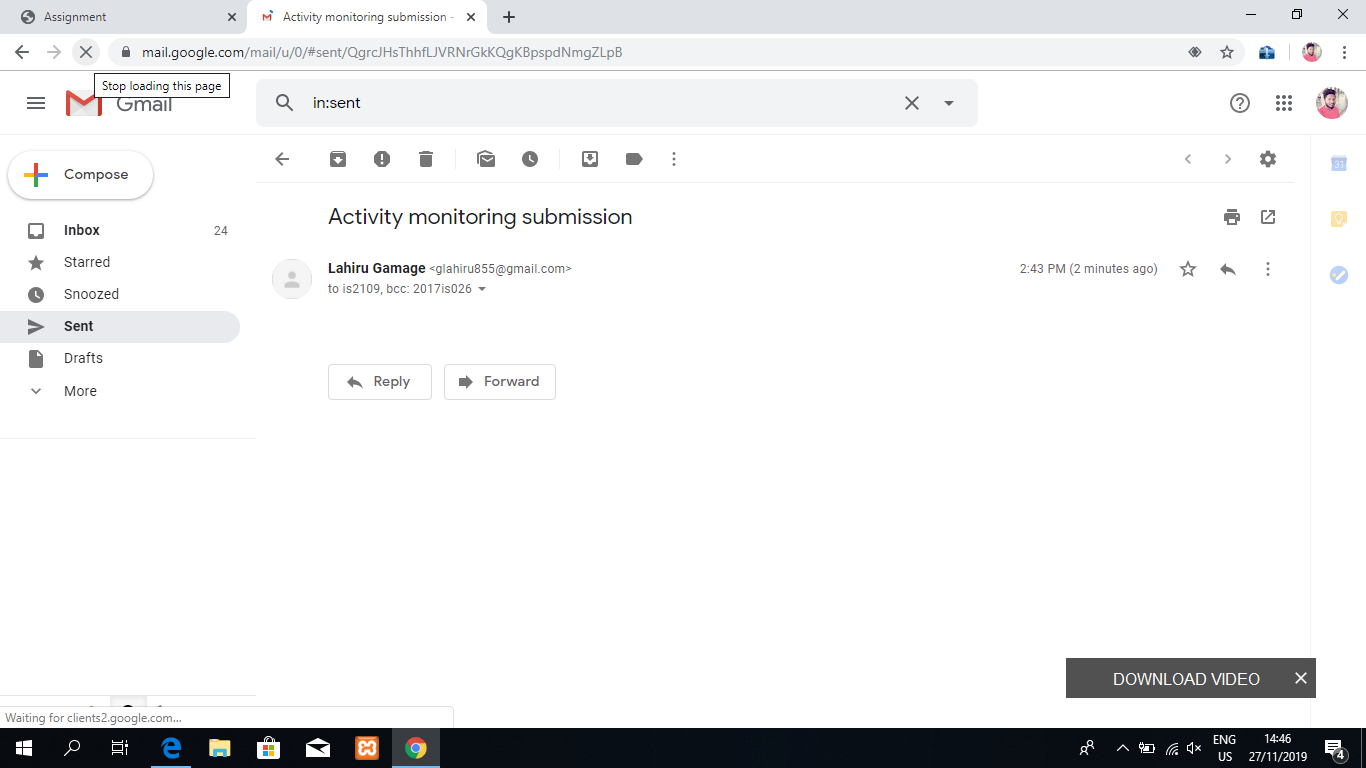 Assignment
Activity monitoring submission -
mail.google.com/mail/u/0/#sent/QgrcJHsThhfLJVRNrGkKQgKBpspdNmgZLpB
Stop loading this page
Gmail
in:sent
Compose
31
Activity monitoring submission
Inbox 24
Starred
Lahiru Gamage <glahiru855@gmail.com> 2:43 PM (2 minutes ago)
to is2109, bcc: 2017is026
Snoozed
Sent
Drafts
More
Reply Forward
DOWNLOAD VIDEO
Waiting for clients2.google.com...
ENG
US
14:46
27/11/2019
4